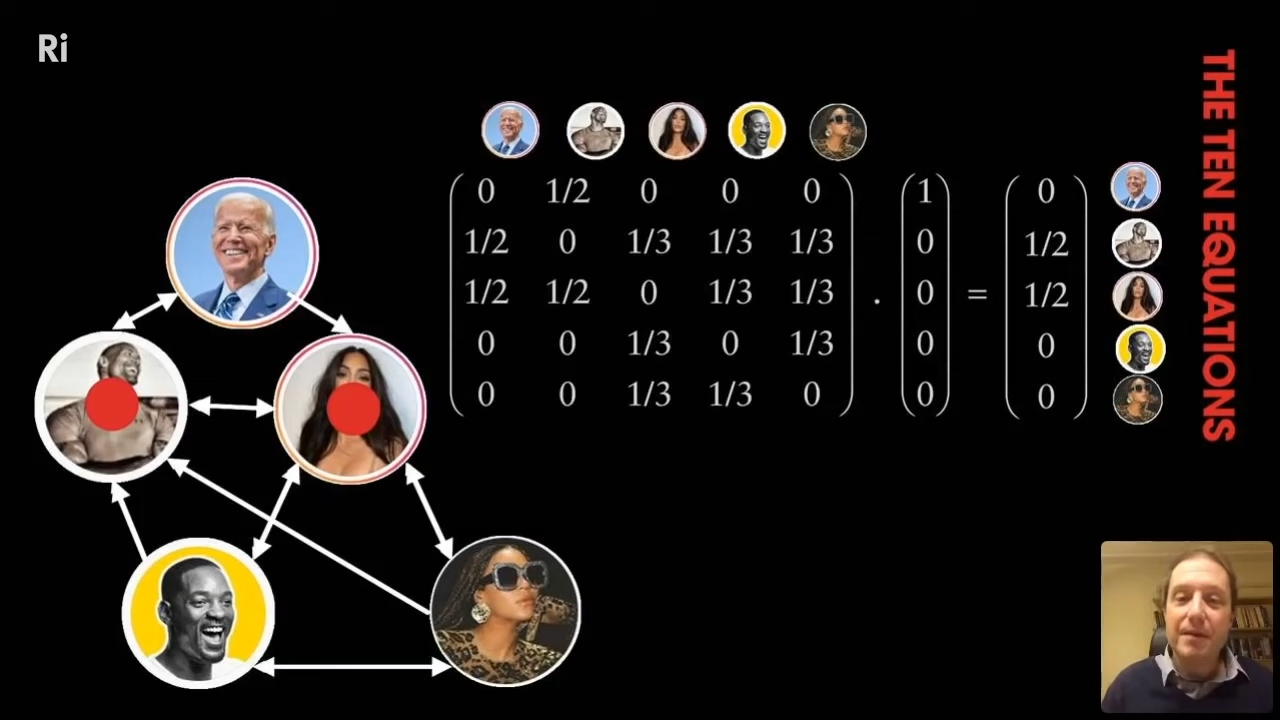 Ri
0 1/2 0 0 0
1/2 0 1/3 1/3 1/3
1/2 1/2 0 1/3 1/3
0 0 1/3 0 1/3
0 0 1/3 1/3 0
.
1
0
0
0
0
=
0
1/2
1/2
0
0
THE TEN EQUATIONS